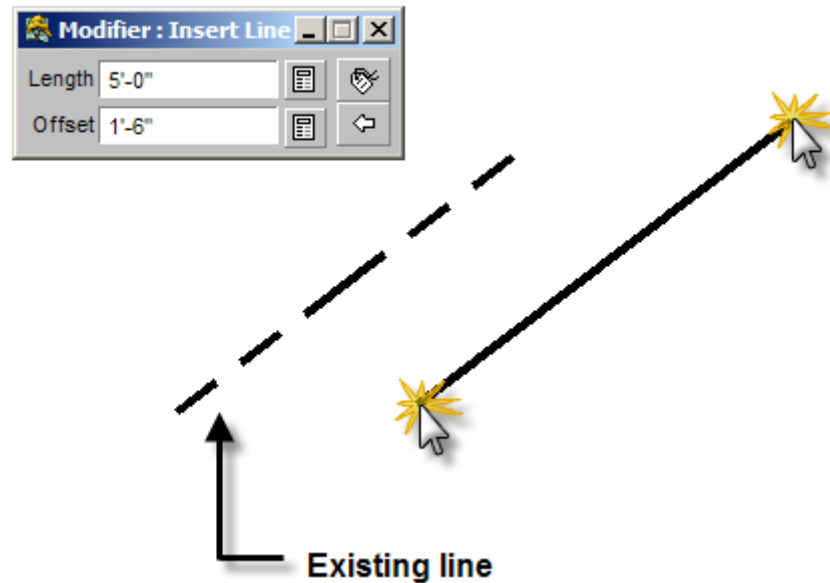 Modifier : Insert Line
Length 5'-0"
Offset 1'-6"
Existing line